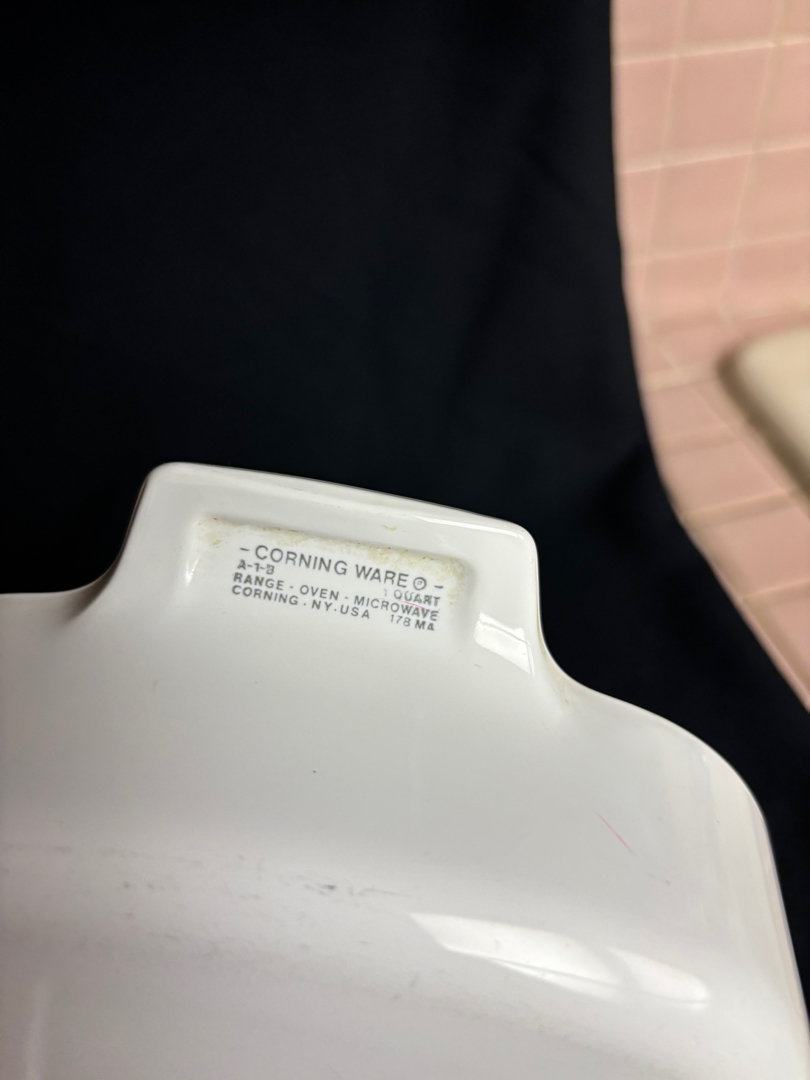 - CORNING WARE ® -
A-1-B 1 QUART
RANGE · OVEN · MICROWAVE
CORNING · NY · USA 178 MA